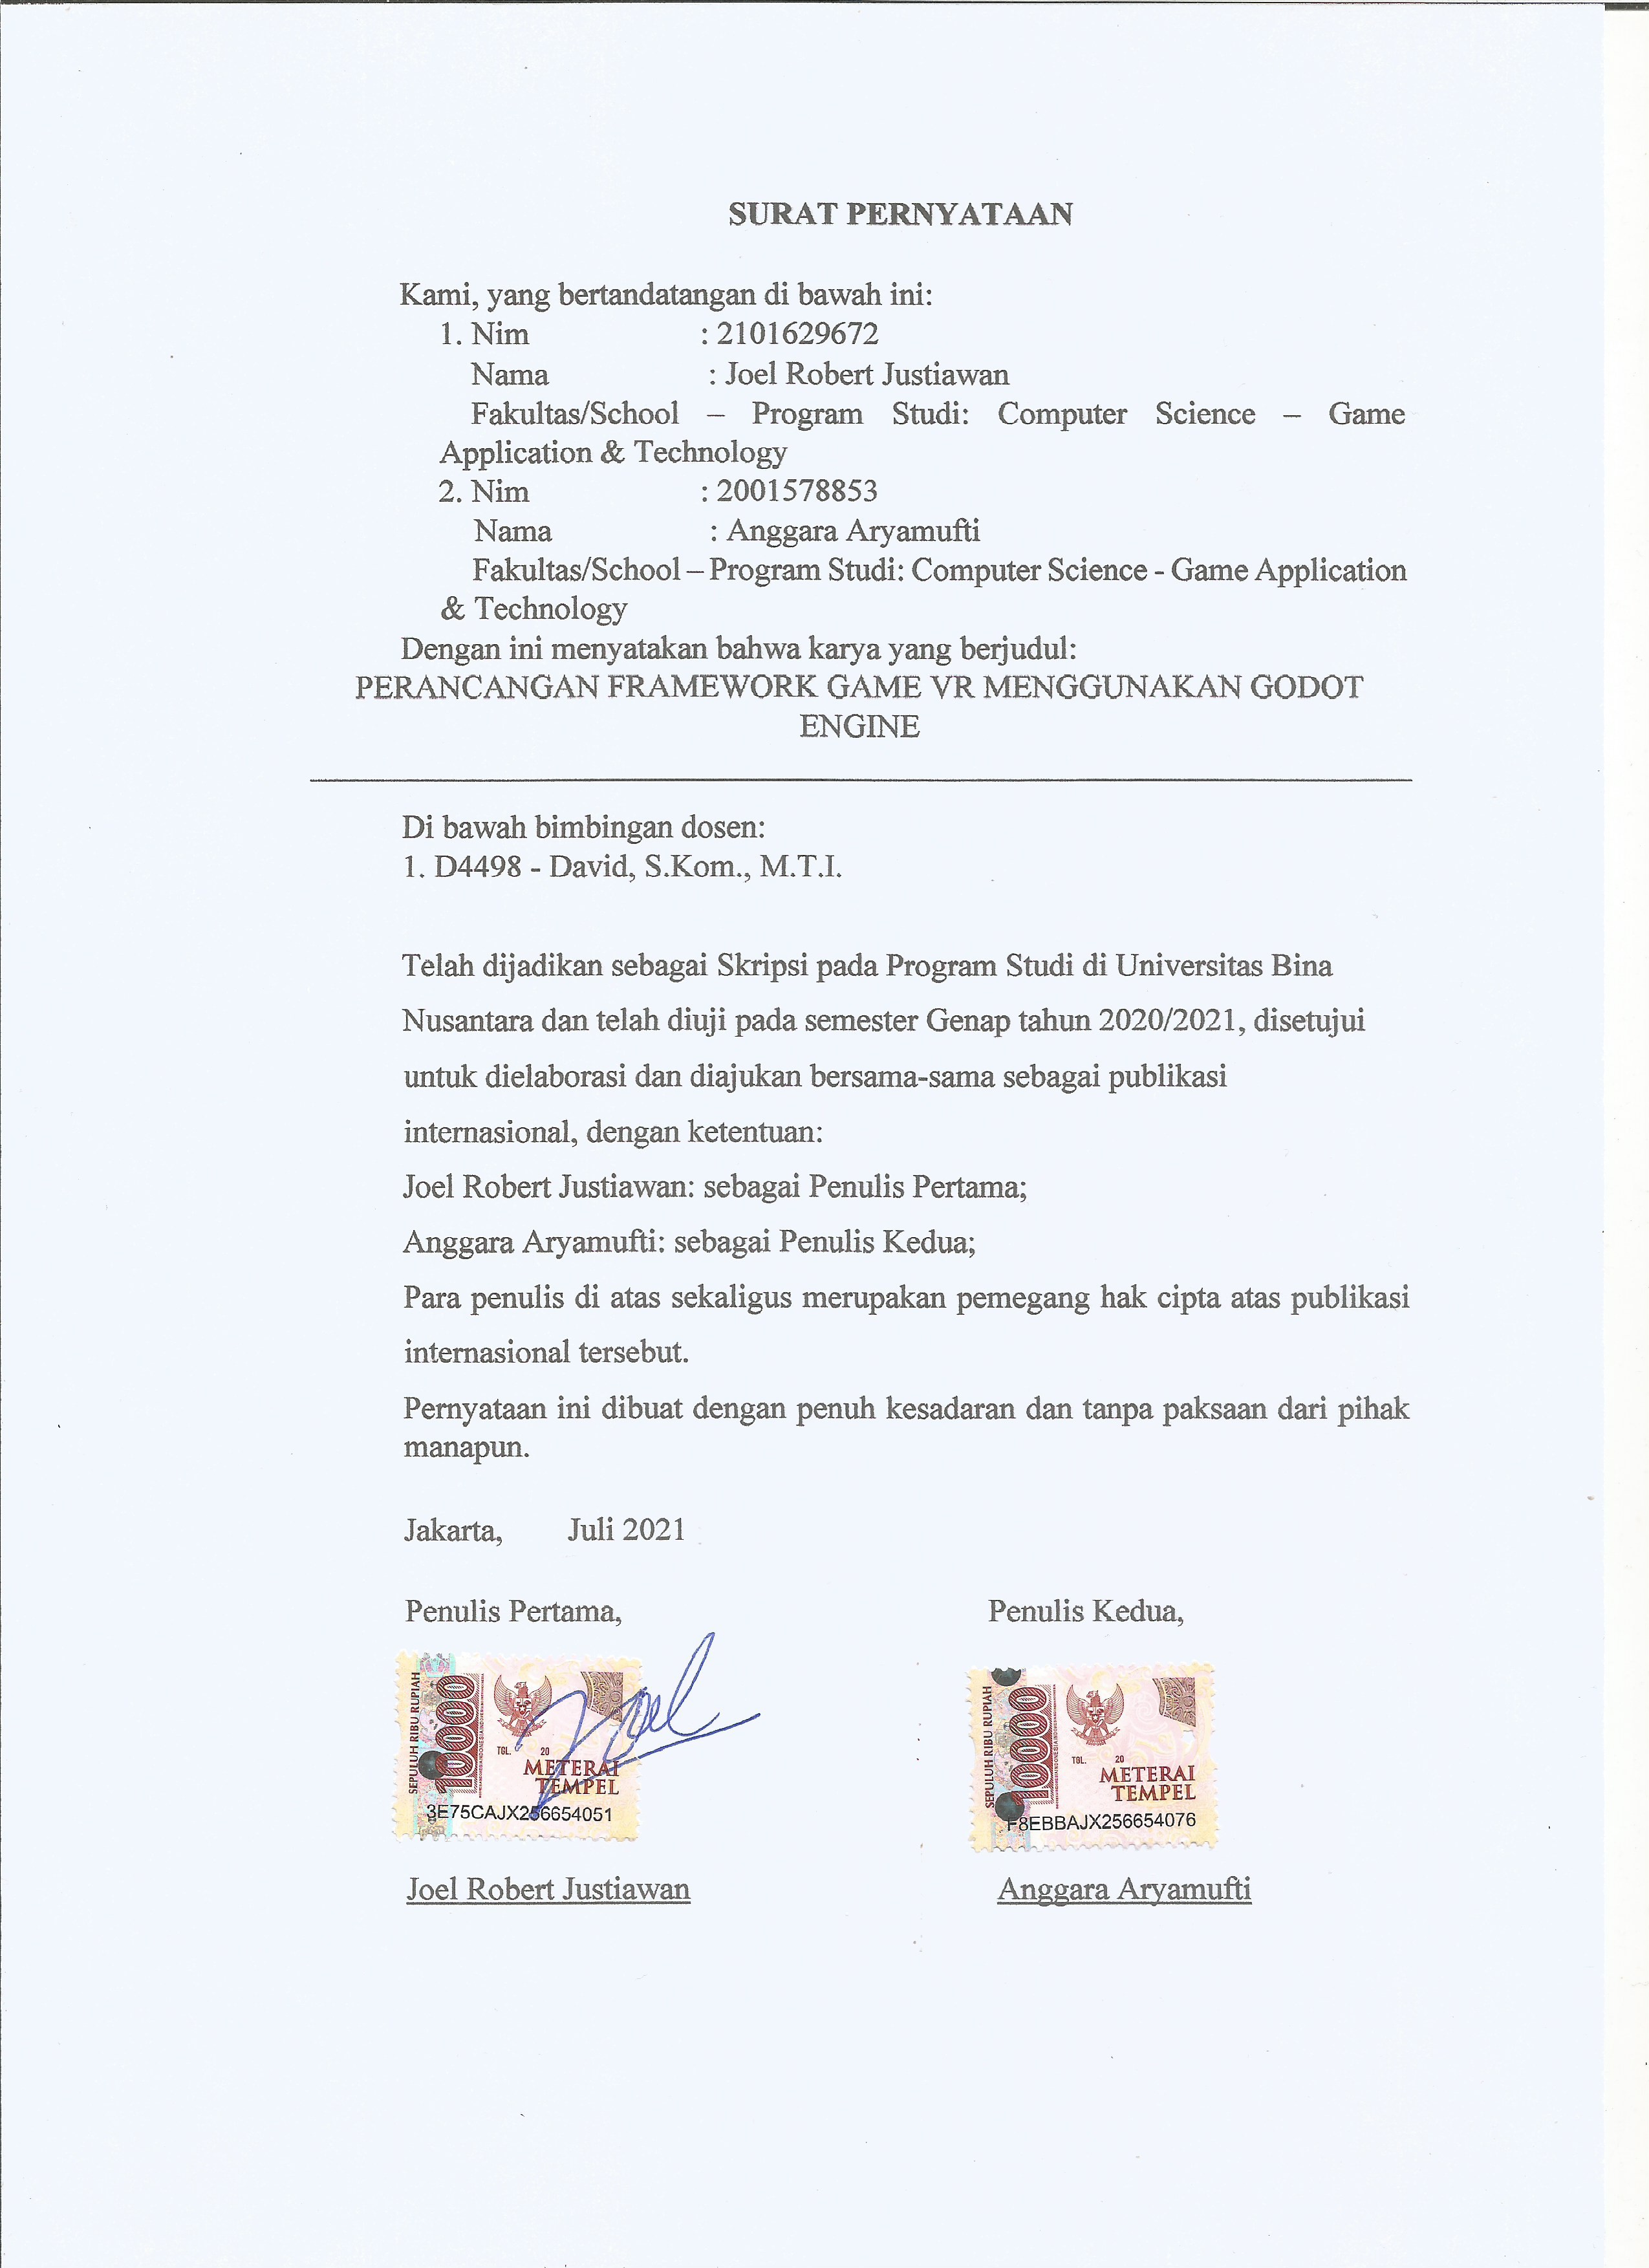 SURAT PERNYATAAN
Kami, yang bertandatangan di bawah ini:
1. Nim : 2101629672
Nama : Joel Robert Justiawan
Fakultas/School – Program Studi: Computer Science – Game
Application & Technology
2. Nim : 2001578853
Nama : Anggara Aryamufti
Fakultas/School – Program Studi: Computer Science - Game Application
& Technology
Dengan ini menyatakan bahwa karya yang berjudul:
PERANCANGAN FRAMEWORK GAME VR MENGGUNAKAN GODOT
ENGINE
Di bawah bimbingan dosen:
1. D4498 - David, S.Kom., M.T.I.
Telah dijadikan sebagai Skripsi pada Program Studi di Universitas Bina
Nusantara dan telah diuji pada semester Genap tahun 2020/2021, disetujui
untuk dielaborasi dan diajukan bersama-sama sebagai publikasi
internasional, dengan ketentuan:
Joel Robert Justiawan: sebagai Penulis Pertama;
Anggara Aryamufti: sebagai Penulis Kedua;
Para penulis di atas sekaligus merupakan pemegang hak cipta atas publikasi
internasional tersebut.
Pernyataan ini dibuat dengan penuh kesadaran dan tanpa paksaan dari pihak
manapun.
Jakarta, Juli 2021
Penulis Pertama, Penulis Kedua,
SEPULUH RIBU RUPIAH
10000
TGL. 20
METERAI
TEMPEL
3E75CAJX256654051
Joel
SEPULUH RIBU RUPIAH
10000
TGL. 20
METERAI
TEMPEL
F8EBBAJX256654076
Joel Robert Justiawan Anggara Aryamufti